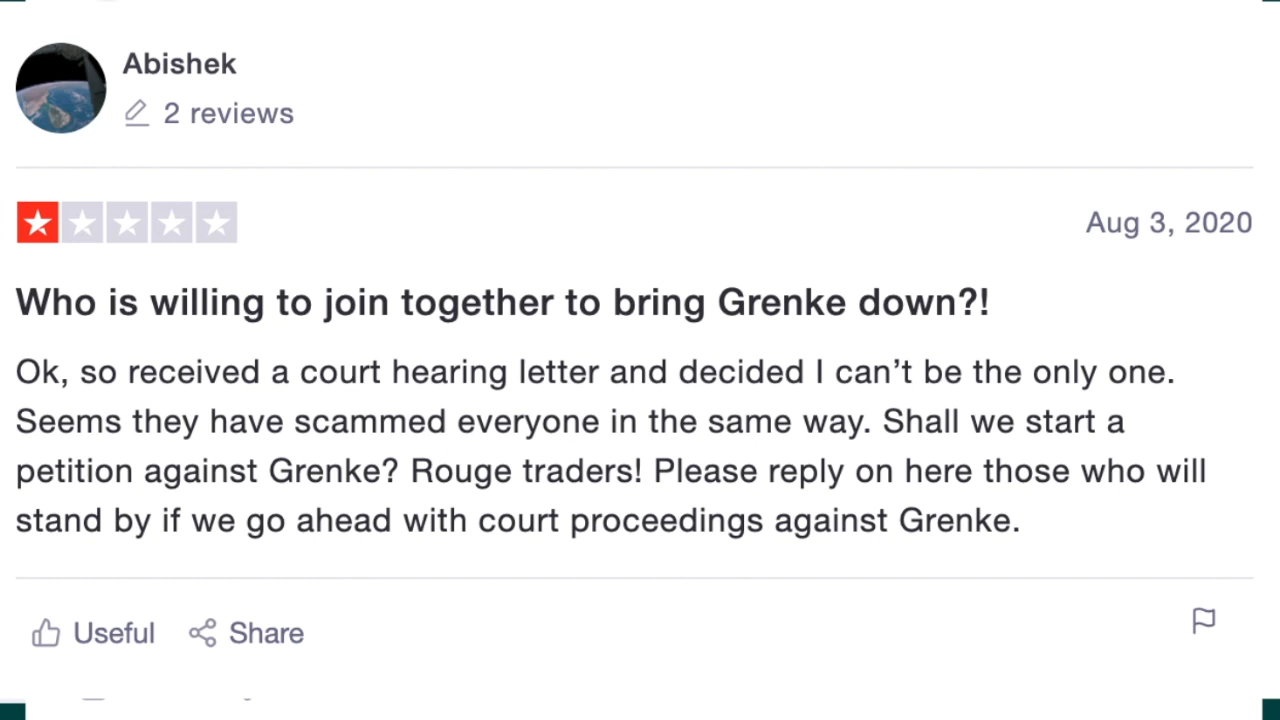 Abishek
2 reviews
Aug 3, 2020
Who is willing to join together to bring Grenke down?!
Ok, so received a court hearing letter and decided I can’t be the only one.
Seems they have scammed everyone in the same way. Shall we start a
petition against Grenke? Rouge traders! Please reply on here those who will
stand by if we go ahead with court proceedings against Grenke.
Useful Share